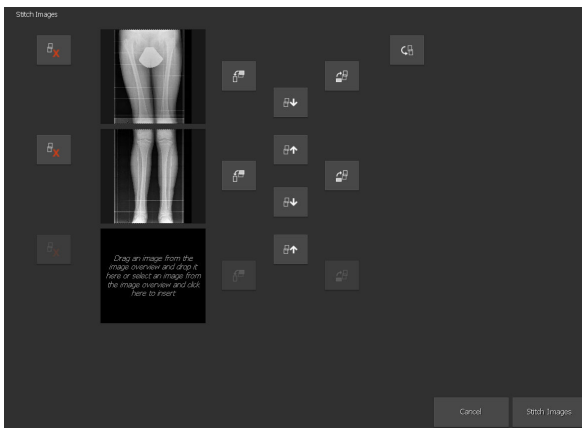 Stitch Images
Drag an image from the
image overview and drop it
here or select an image from
the image overview and click
here to insert
Cancel
Stitch Images